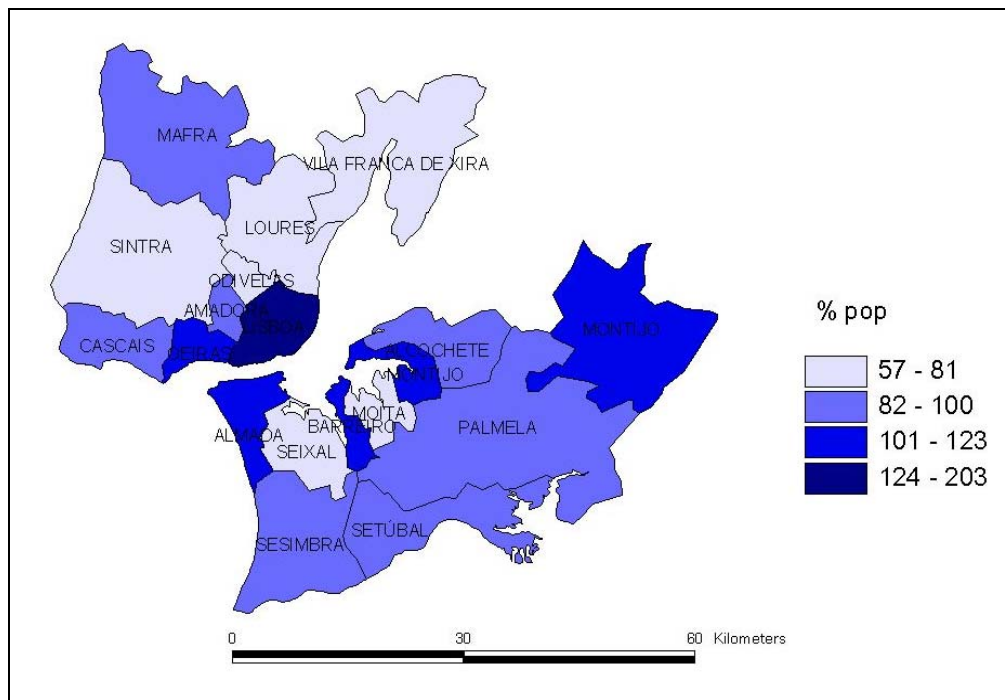 MAFRA
VILA FRANCA DE XIRA
LOURES
SINTRA
ODIVELAS
AMADORA
LISBOA
CASCAIS
OEIRAS
ALCOCHETE
MONTIJO
MONTIJO
MOITA
BARREIRO
ALMADA
SEIXAL
PALMELA
SETÚBAL
SESIMBRA
% pop
57 - 81
82 - 100
101 - 123
124 - 203
0 30 60 Kilometers